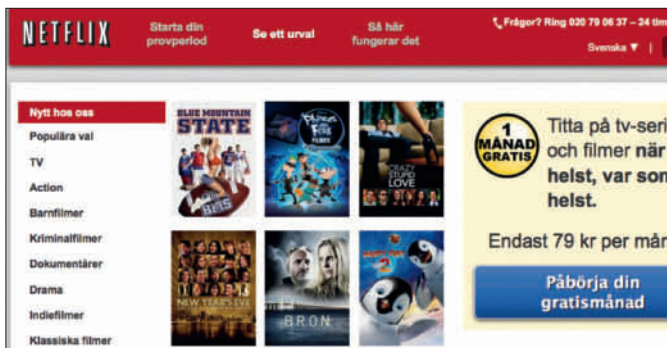 NETFLIX
Starta din
provperiod
Se ett urval
Så här
fungerar det
Frågor? Ring 020 79 06 37 – 24 tim
Svenska ▼ |
Nytt hos oss
Populära val
TV
Action
Barnfilmer
Kriminalfilmer
Dokumentärer
Drama
Indiefilmer
Klassiska filmer
BLUE MOUNTAIN
STATE
BMS
CRAZY
STUPID
LOVE
NEW YEAR'S EVE
BRON
2
1
MÅNAD
GRATIS
Titta på tv-seri
och filmer når
helst, var som
helst.
Endast 79 kr per mån
Påbörja din
gratismånad